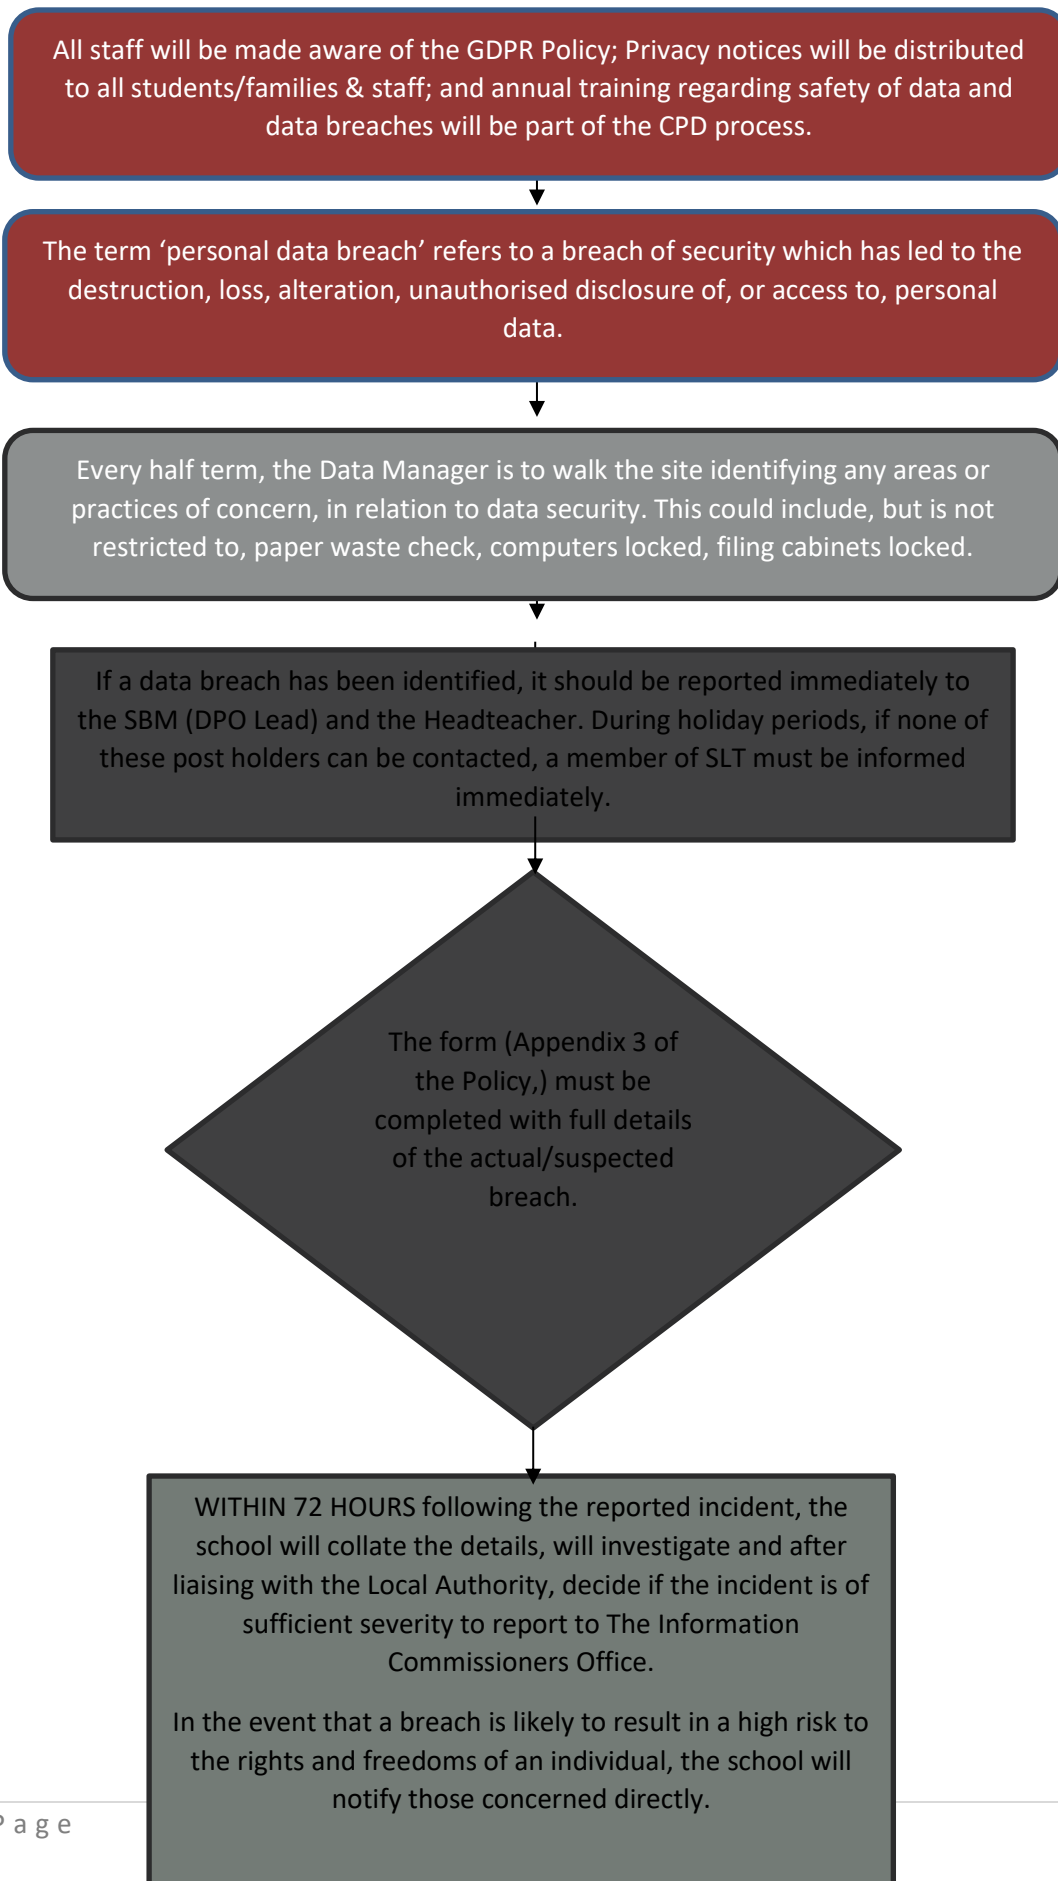 All staff will be made aware of the GDPR Policy; Privacy notices will be distributed
to all students/families & staff; and annual training regarding safety of data and
data breaches will be part of the CPD process.
The term ‘personal data breach’ refers to a breach of security which has led to the
destruction, loss, alteration, unauthorised disclosure of, or access to, personal
data.
Every half term, the Data Manager is to walk the site identifying any areas or
practices of concern, in relation to data security. This could include, but is not
restricted to, paper waste check, computers locked, filing cabinets locked.
If a data breach has been identified, it should be reported immediately to
the SBM (DPO Lead) and the Headteacher. During holiday periods, if none of
these post holders can be contacted, a member of SLT must be informed
immediately.
The form (Appendix 3 of
the Policy,) must be
completed with full details
of the actual/suspected
breach.
WITHIN 72 HOURS following the reported incident, the
school will collate the details, will investigate and after
liaising with the Local Authority, decide if the incident is of
sufficient severity to report to The Information
Commissioners Office.
In the event that a breach is likely to result in a high risk to
the rights and freedoms of an individual, the school will
notify those concerned directly.
P a g e